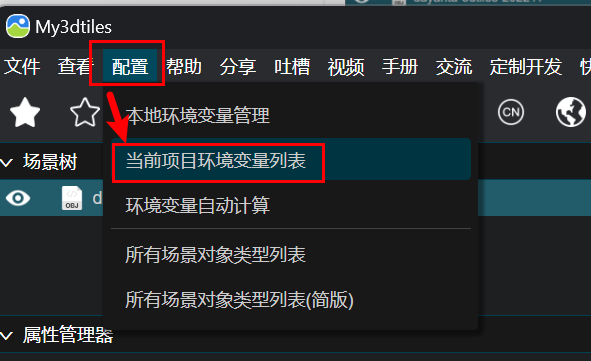 My3dtiles
文件 查看 配置 帮助 分享 吐槽 视频 手册 交流 定制开发
CN
本地环境变量管理
场景树
当前项目环境变量列表
OBJ d
环境变量自动计算
所有场景对象类型列表
所有场景对象类型列表(简版)
属性管理器